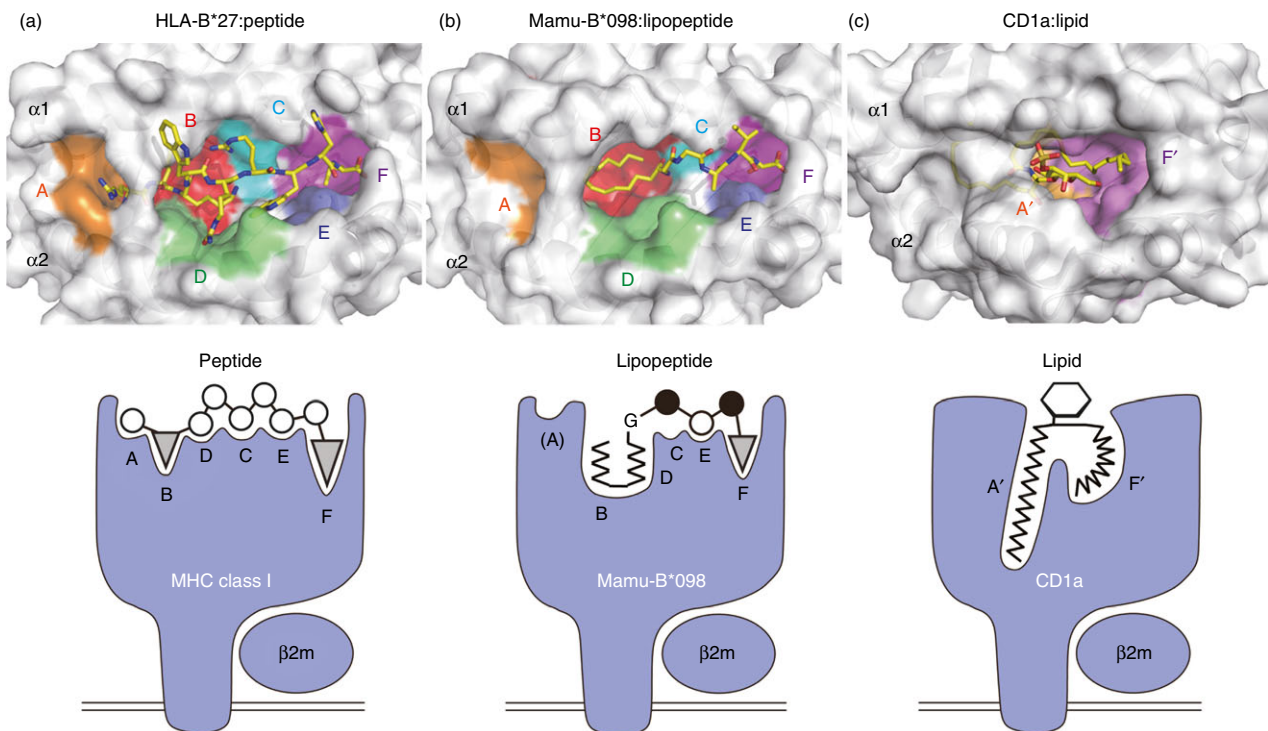 (a) HLA-B*27:peptide
α1
B
C
A
F
E
α2
D
(b) Mamu-B*098:lipopeptide
α1
B
C
A
F
E
α2
D
(c) CD1a:lipid
α1
F′
A′
α2
Peptide
A
D
C
E
B
F
MHC class I
β2m
Lipopeptide
G
(A)
C
E
D
F
B
Mamu-B*098
β2m
Lipid
A′
F′
CD1a
β2m